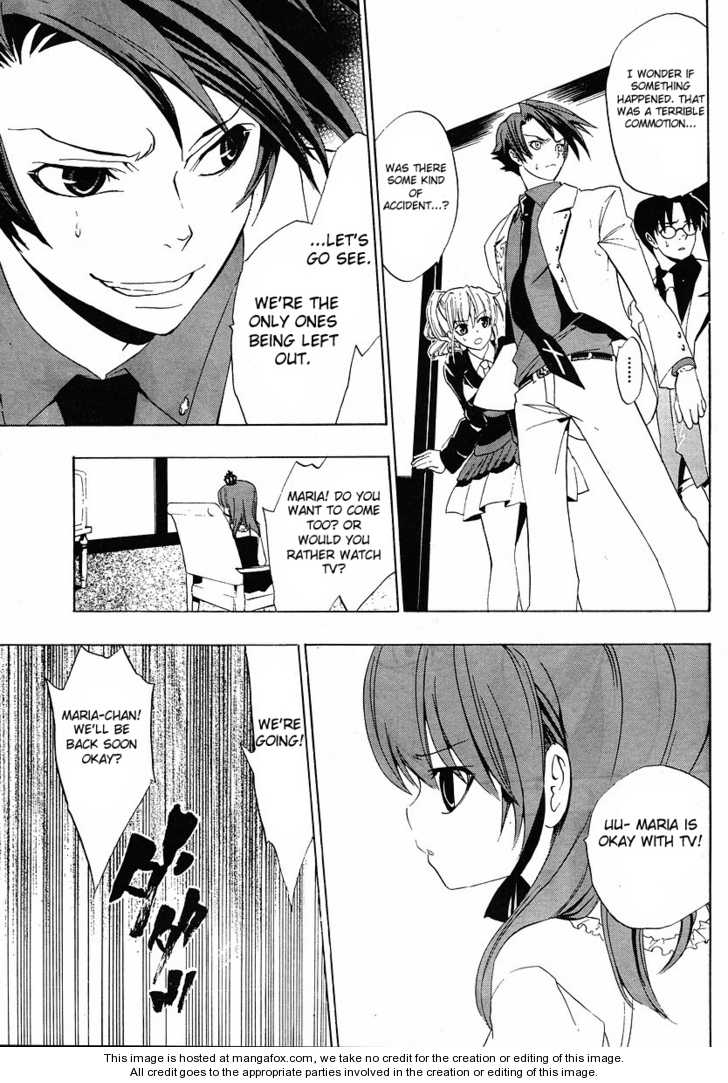 I WONDER IF
SOMETHING
HAPPENED. THAT
WAS A TERRIBLE
COMMOTION...
WAS THERE
SOME KIND
OF
ACCIDENT...?
......
...LET'S
GO SEE.
WE'RE THE
ONLY ONES
BEING LEFT
OUT.
MARIA! DO YOU
WANT TO COME
TOO? OR
WOULD YOU
RATHER WATCH
TV?
UU- MARIA IS
OKAY WITH TV!
WE'RE
GOING!
MARIA-CHAN!
WE'LL BE
BACK SOON
OKAY?
This image is hosted at mangafox.com, we take no credit for the creation or editing of this image.
All credit goes to the appropriate parties involved in the creation or editing of this image.